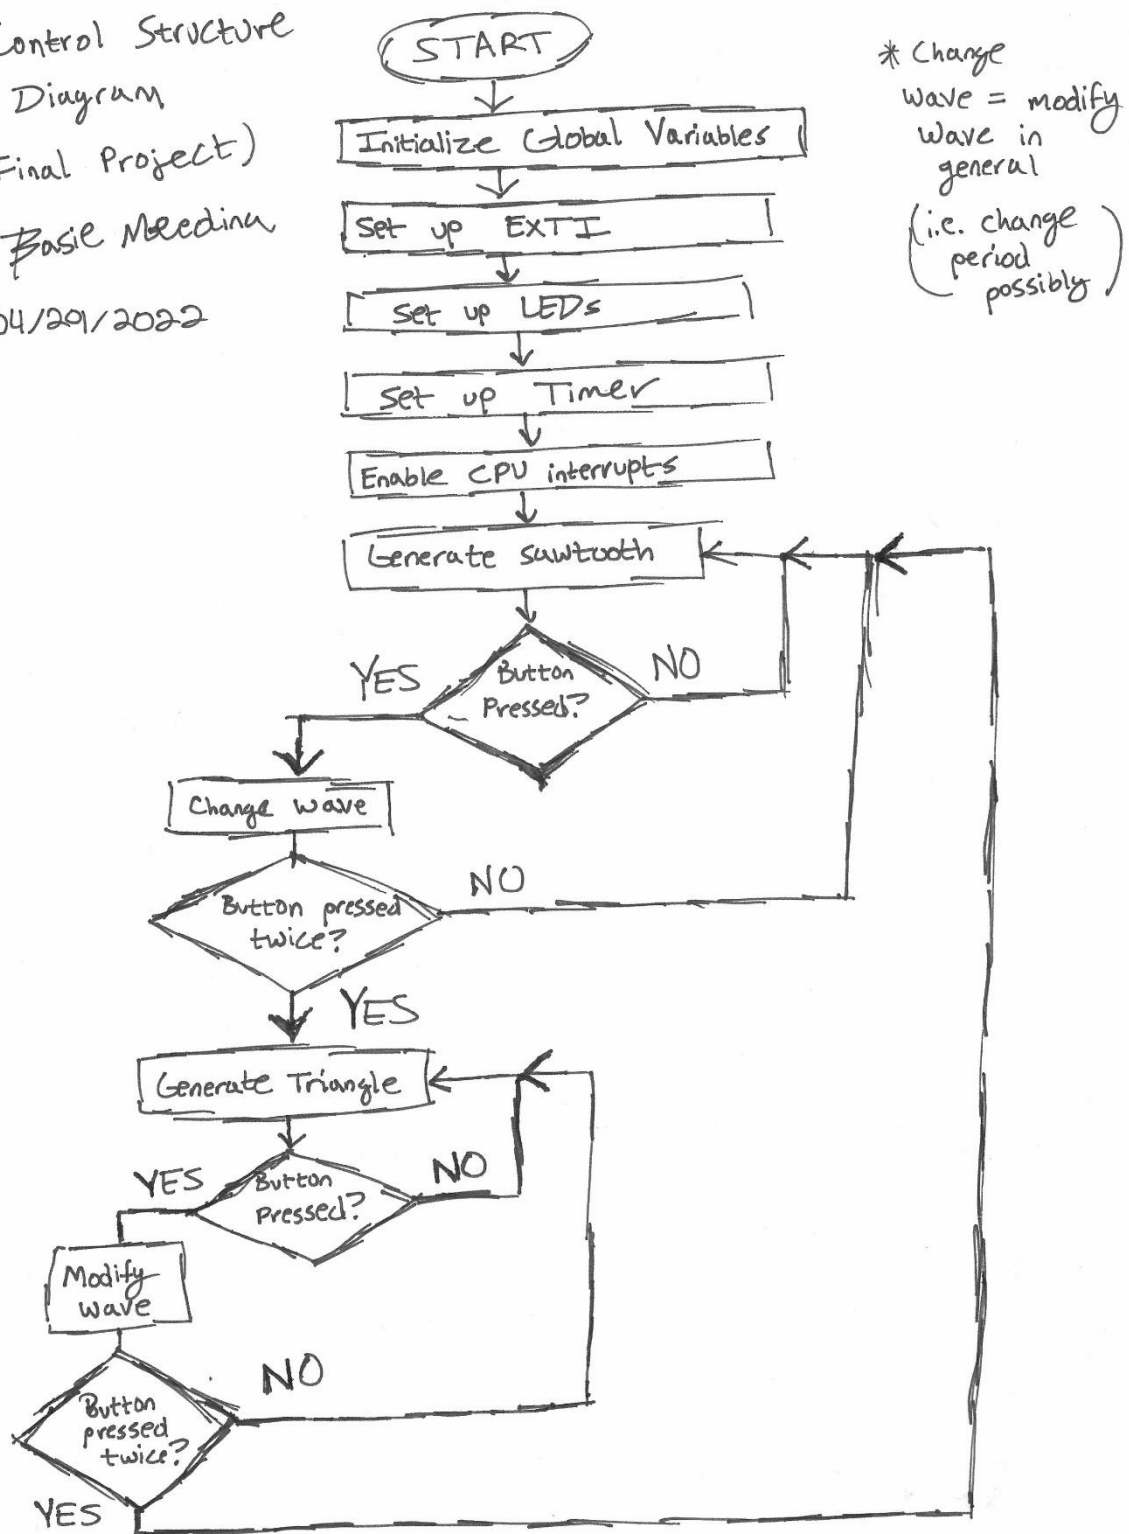 Control Structure
Diagram
Final Project)
Basie
04/29/2022
START
* Change
wave = modify
wave in
general
(i.e. change
period
possibly)
Initialize Global Variables
Set up EXTI
Set up LEDs
Set up Timer
Enable CPU interrupts
Generate sawtooth
YES
Button
Pressed?
NO
Change wave
Button pressed
twice?
NO
YES
Generate Triangle
YES
Button
Pressed?
NO
Modify
wave
Button
pressed
twice?
NO
YES